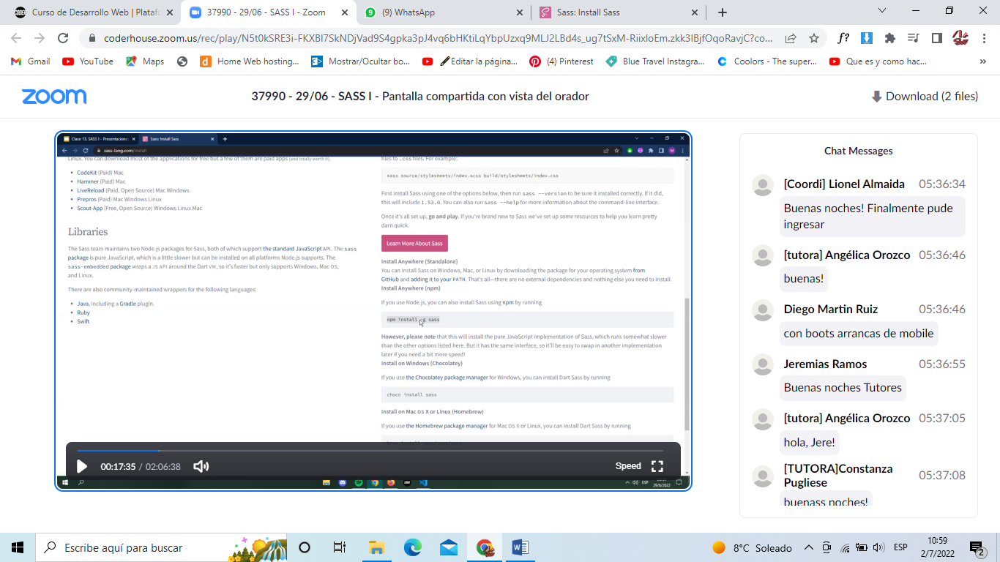 Curso de Desarrollo Web | Plataf
37990 - 29/06 - SASS I - Zoom
(9) WhatsApp
Sass: Install Sass
coderhouse.zoom.us/rec/play/N5t0kSRE3i-FKXBI7SkNDjVad9S4gpka3pJ4vq6bHKtiLqYbpUzxq9MLJ2LBd4s_ug7tSxM-RiixIoEm.zkk3IBjfOqoRavjC?co...
f?
Gmail
YouTube
Maps
Home Web hosting...
Mostrar/Ocultar bo...
Editar la página...
(4) Pinterest
Blue Travel Instagra...
Coolors - The super...
Que es y como hac...
»
zoom
37990 - 29/06 - SASS I - Pantalla compartida con vista del orador
Download (2 files)
Clase 13. SASS I - Presentacione
Sass: Install Sass
sass-lang.com/install
Linux. You can download most of the applications for free but a few of them are paid apps (and totally worth it).
CodeKit (Paid) Mac
Hammer (Paid) Mac
LiveReload (Paid, Open Source) Mac Windows
Prepros (Paid) Mac Windows Linux
Scout-App (Free, Open Source) Windows Linux Mac
Libraries
The Sass team maintains two Node.js packages for Sass, both of which support the standard JavaScript API. The sass
package is pure JavaScript, which is a little slower but can be installed on all platforms Node.js supports. The
sass-embedded package wraps a JS API around the Dart VM, so it's faster but only supports Windows, Mac OS,
and Linux.
There are also community-maintained wrappers for the following languages:
Java, including a Gradle plugin.
Ruby
Swift
files to .css files. For example:
sass source/stylesheets/index.scss build/stylesheets/index.css
First install Sass using one of the options below, then run sass --version to be sure it installed correctly. If it did,
this will include 1.53.0. You can also run sass --help for more information about the command-line interface.
Once it's all set up, go and play. If you're brand new to Sass we've set up some resources to help you learn pretty
darn quick.
Learn More About Sass
Install Anywhere (Standalone)
You can install Sass on Windows, Mac, or Linux by downloading the package for your operating system from
GitHub and adding it to your PATH. That's all—there are no external dependencies and nothing else you need to install.
Install Anywhere (npm)
If you use Node.js, you can also install Sass using npm by running
npm install -g sass
However, please note that this will install the pure JavaScript implementation of Sass, which runs somewhat slower
than the other options listed here. But it has the same interface, so it'll be easy to swap in another implementation
later if you need a bit more speed!
Install on Windows (Chocolatey)
If you use the Chocolatey package manager for Windows, you can install Dart Sass by running
choco install sass
Install on Mac OS X or Linux (Homebrew)
If you use the Homebrew package manager for Mac OS X or Linux, you can install Dart Sass by running
00:17:35 / 02:06:38
Speed
ESP
29/6/2022
Chat Messages
[Coordi] Lionel Almaida 05:36:34
Buenas noches! Finalmente pude
ingresar
[tutora] Angélica Orozco 05:36:46
buenas!
Diego Martin Ruiz 05:36:46
con boots arrancas de mobile
Jeremias Ramos 05:36:55
Buenas noches Tutores
[tutora] Angélica Orozco 05:37:05
hola, Jere!
[TUTORA]Constanza
Pugliese 05:37:08
buenass noches!
Escribe aquí para buscar
8°C Soleado
ESP
10:59
2/7/2022
2